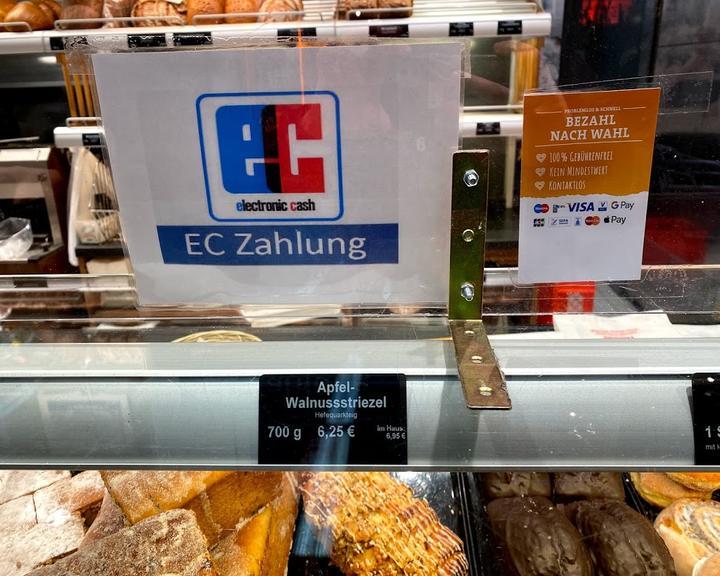 ec
electronic cash
EC Zahlung
PROBLEMLOS & SCHNELL
BEZAHL
NACH WAHL
100% GEBÜHRENFREI
KEIN MINDESTWERT
KONTAKTLOS
VISA G Pay
Pay
Apfel-
Walnussstriezel
Hefequarkteig
700 g 6,25 € im Haus:
6,95 €
1